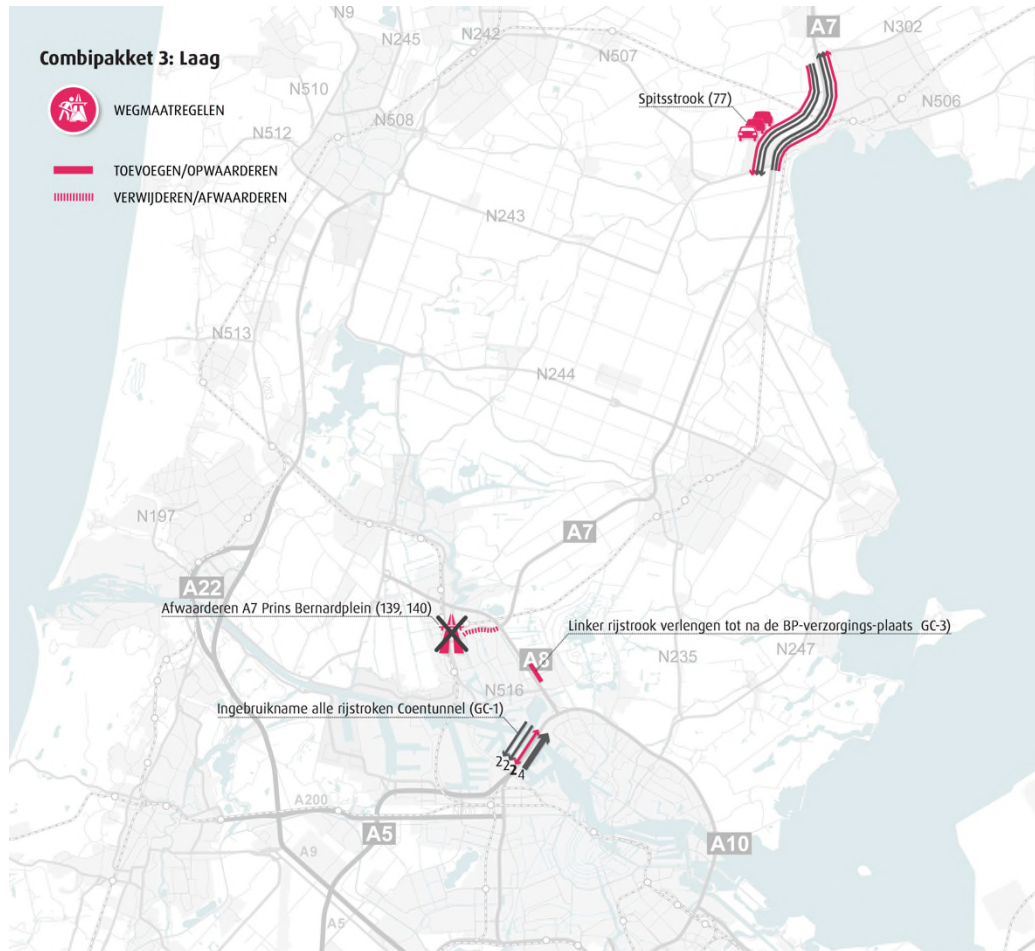 Combipakket 3: Laag
WEGMAATREGELEN
TOEVOEGEN/OPWAARDEREN
VERWIJDEREN/AFWAARDEREN
N9
N245
N242
A7
N302
N507
Spitsstrook (77)
N510
N506
N512
N508
N243
N513
N203
N244
N197
A7
A22
Afwaarderen A7 Prins Bernardplein (139, 140)
Linker rijstrook verlengen tot na de BP-verzorgings-plaats GC-3)
A8
N235
N247
N516
Ingebruikname alle rijstroken Coentunnel (GC-1)
2
2
2
4
A200
A5
A10
A9
A5